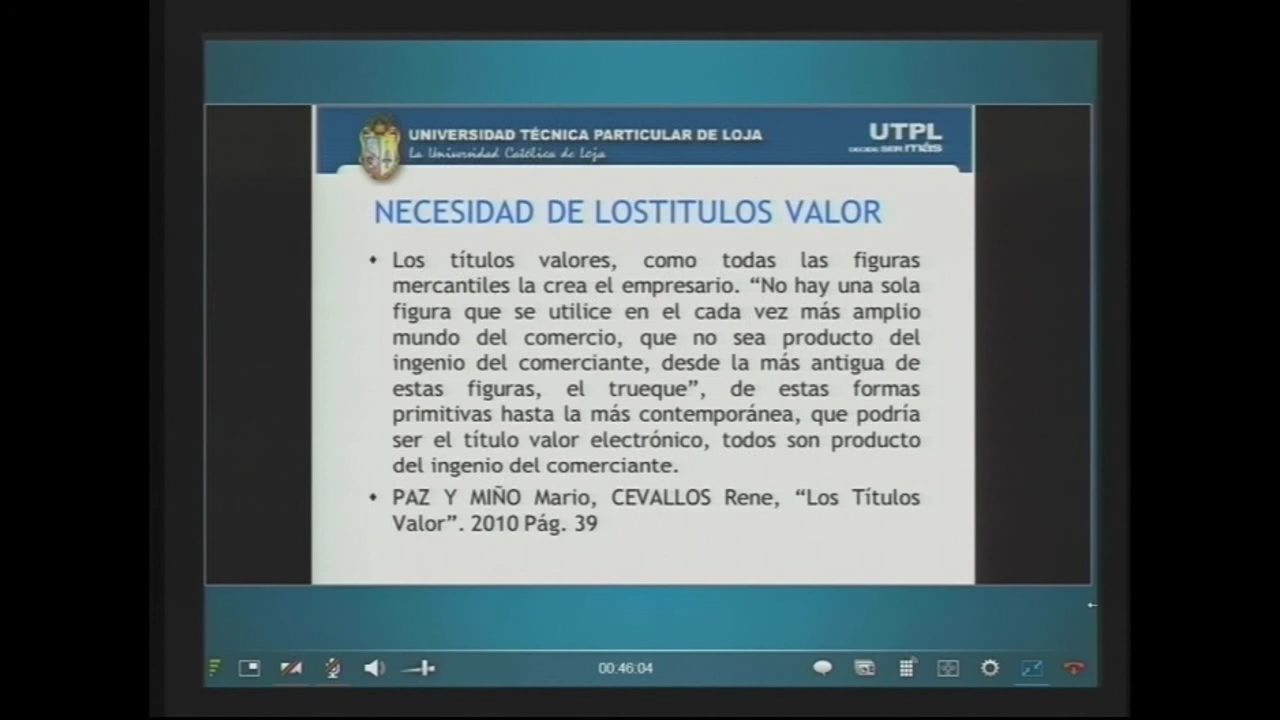 UNIVERSIDAD TÉCNICA PARTICULAR DE LOJA
La Universidad Católica de Loja
UTPL
DECIDE SER más
NECESIDAD DE LOSTITULOS VALOR
• Los títulos valores, como todas las figuras
mercantiles la crea el empresario. “No hay una sola
figura que se utilice en el cada vez más amplio
mundo del comercio, que no sea producto del
ingenio del comerciante, desde la más antigua de
estas figuras, el trueque”, de estas formas
primitivas hasta la más contemporánea, que podría
ser el título valor electrónico, todos son producto
del ingenio del comerciante.
• PAZ Y MIÑO Mario, CEVALLOS Rene, “Los Títulos
Valor”. 2010 Pág. 39
00:46:04